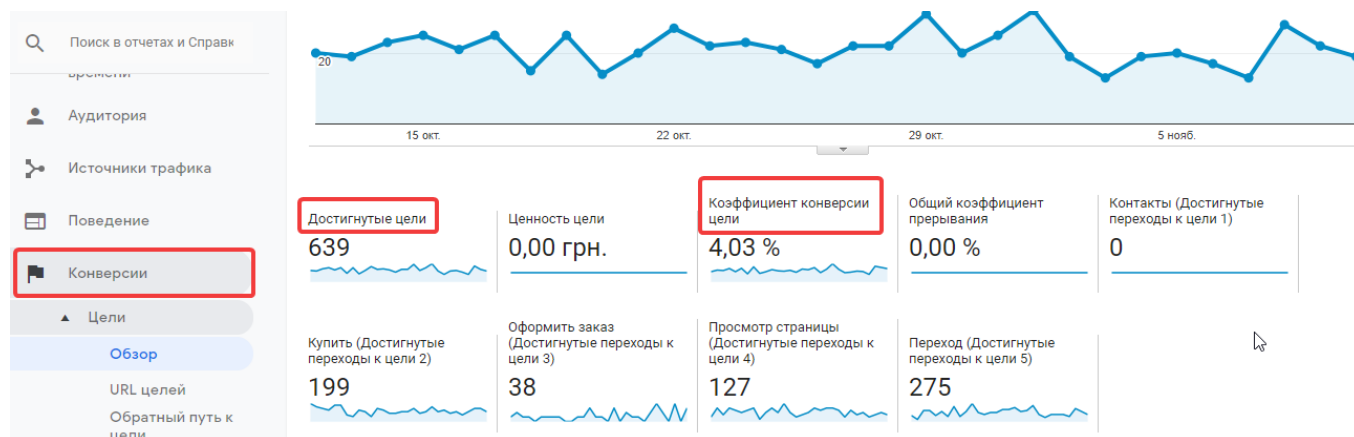 Поиск в отчетах и Справк
времени
Аудитория
Источники трафика
Поведение
Конверсии
Цели
Обзор
URL целей
Обратный путь к
цели
20
15 окт.
22 окт.
29 окт.
5 нояб.
Достигнутые цели
639
Ценность цели
0,00 грн.
Коэффициент конверсии
цели
4,03 %
Общий коэффициент
прерывания
0,00 %
Контакты (Достигнутые
переходы к цели 1)
0
Купить (Достигнутые
переходы к цели 2)
199
Оформить заказ
(Достигнутые переходы к
цели 3)
38
Просмотр страницы
(Достигнутые переходы к
цели 4)
127
Переход (Достигнутые
переходы к цели 5)
275